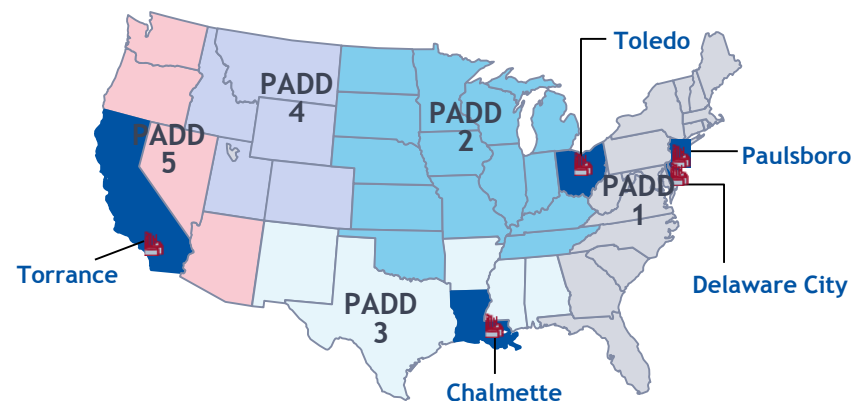 Toledo
PADD
4
PADD
2
PADD
5
Paulsboro
PADD
1
Torrance
Delaware City
PADD
3
Chalmette